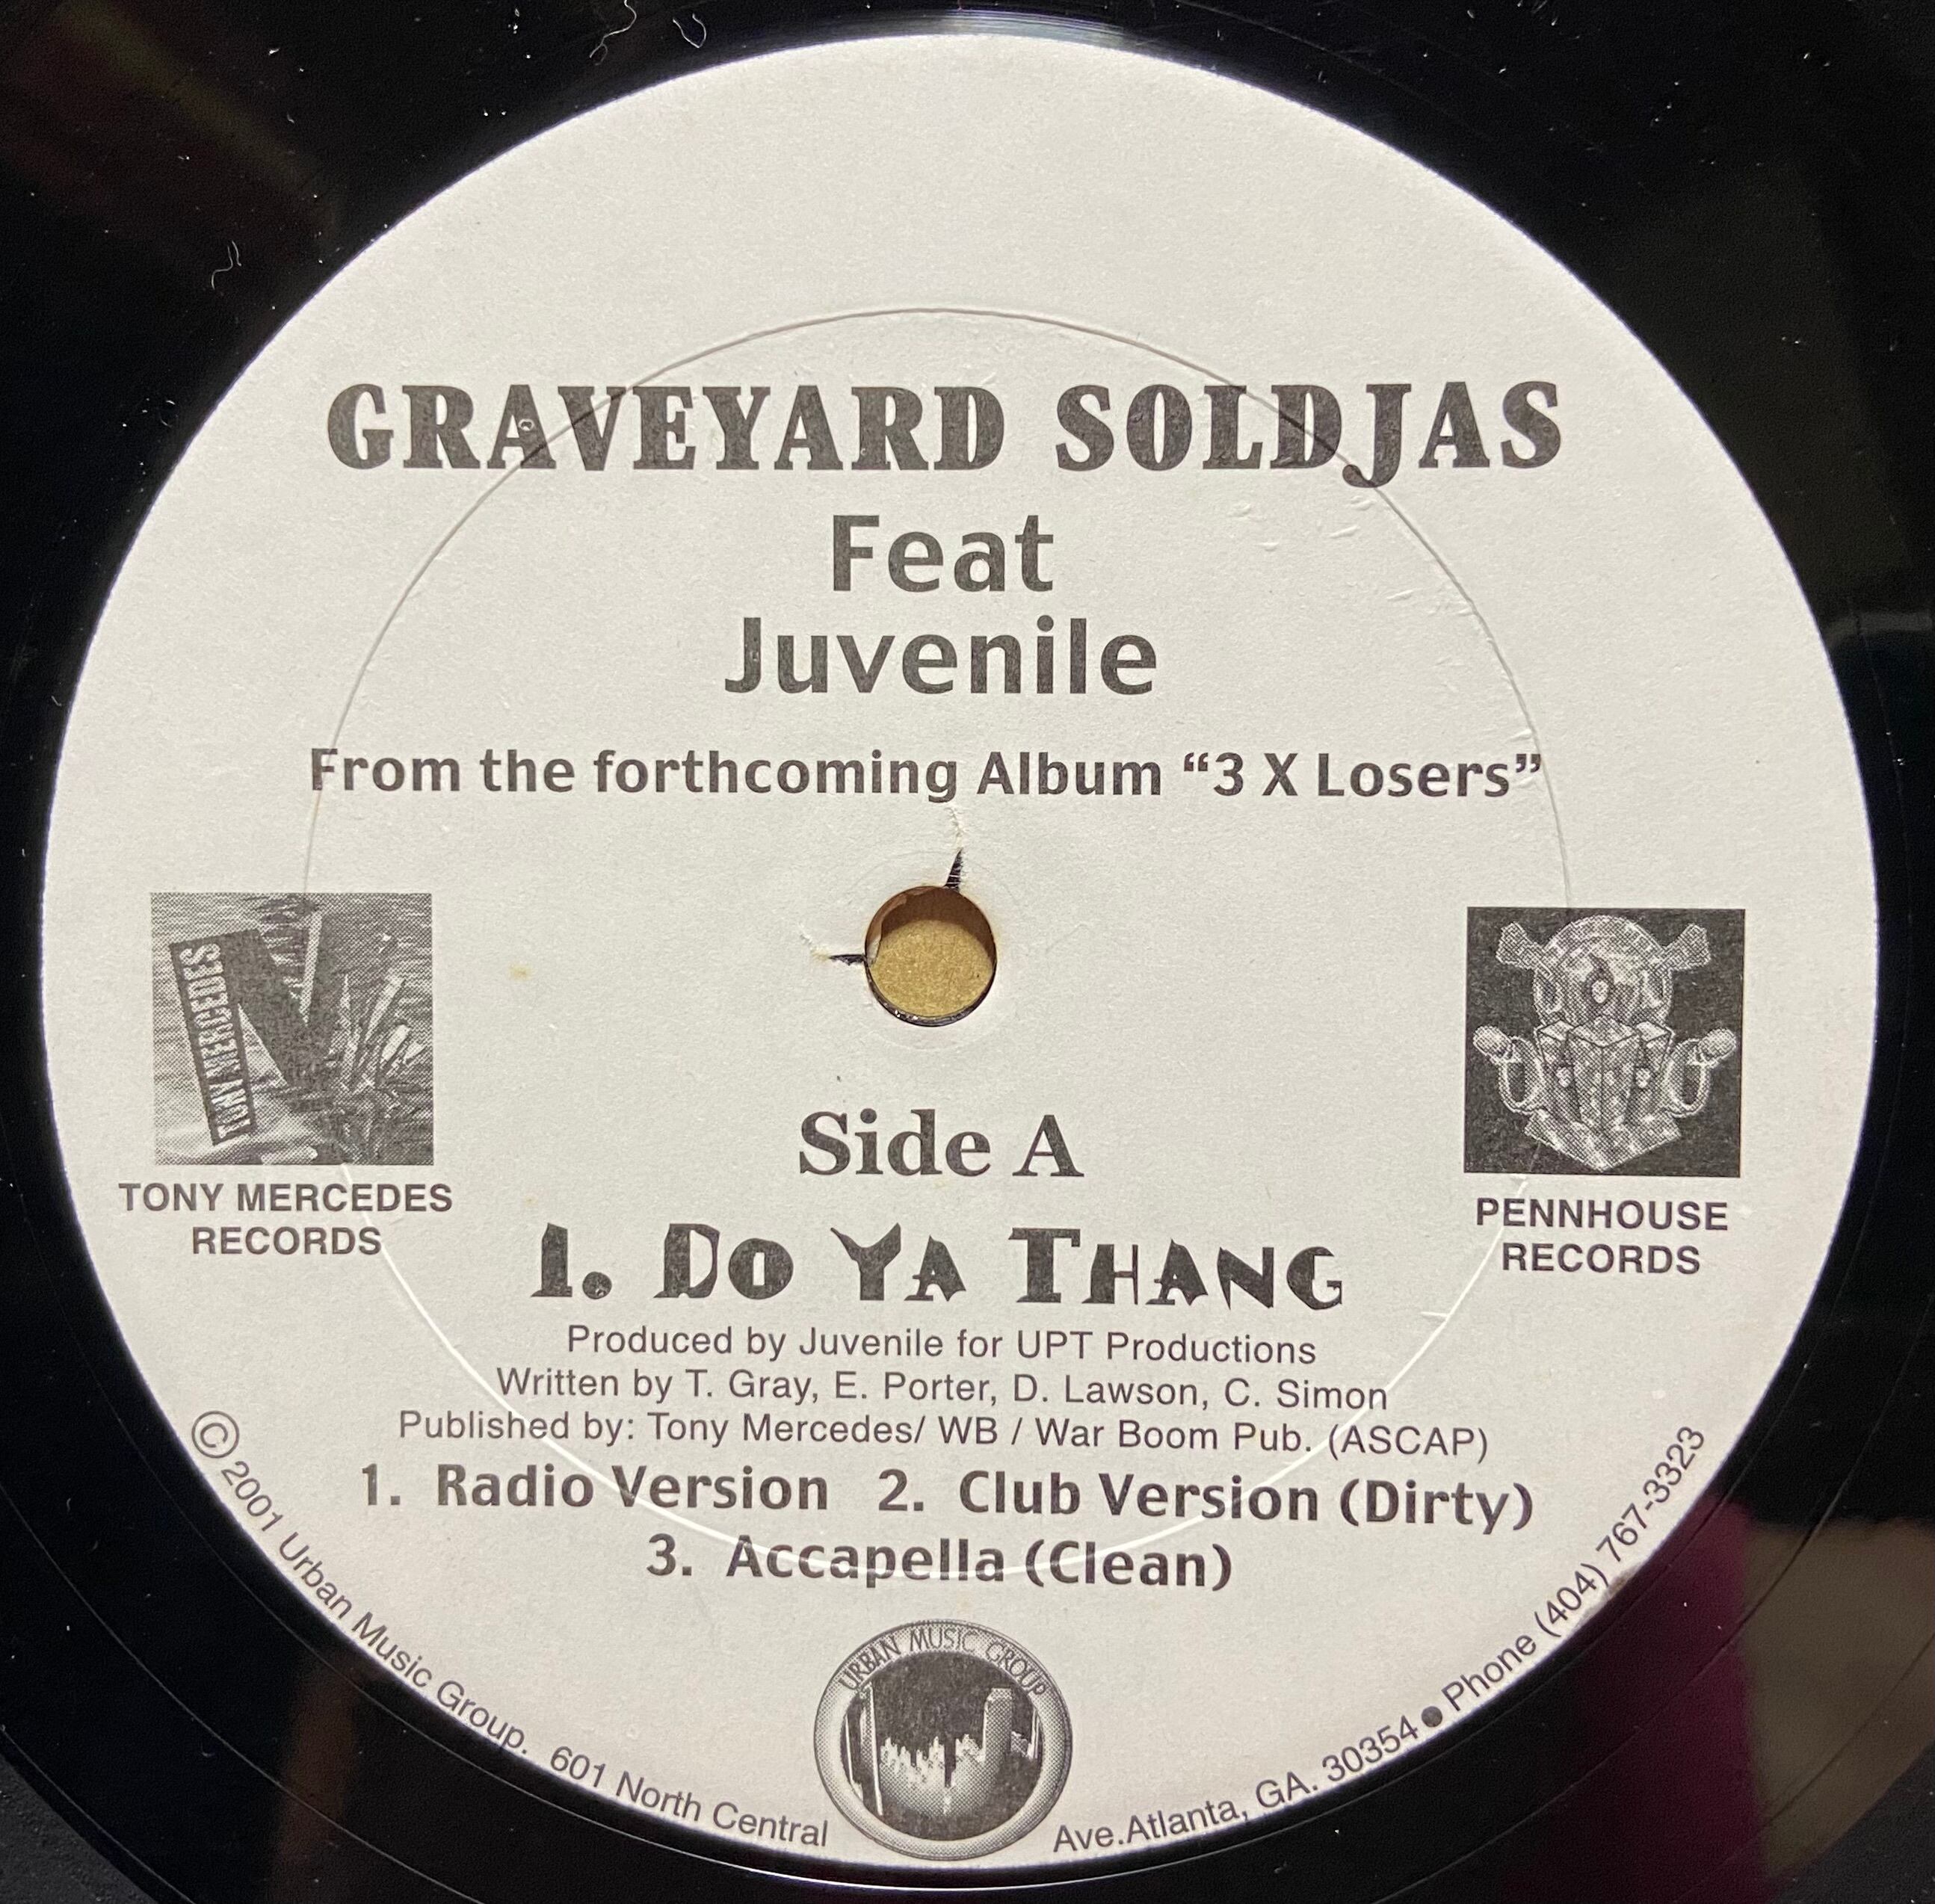 GRAVEYARD SOLDJAS
Feat
Juvenile
From the forthcoming Album “3 X Losers”
TONY MERCEDES
TONY MERCEDES
RECORDS
PENNHOUSE
RECORDS
Side A
1. DO YA THANG
Produced by Juvenile for UPT Productions
Written by T. Gray, E. Porter, D. Lawson, C. Simon
Published by: Tony Mercedes/ WB / War Boom Pub. (ASCAP)
1. Radio Version 2. Club Version (Dirty)
3. Accapella (Clean)
URBAN MUSIC GROUP
© 2001 Urban Music Group. 601 North Central Ave.Atlanta, GA. 30354 • Phone (404) 767-3323